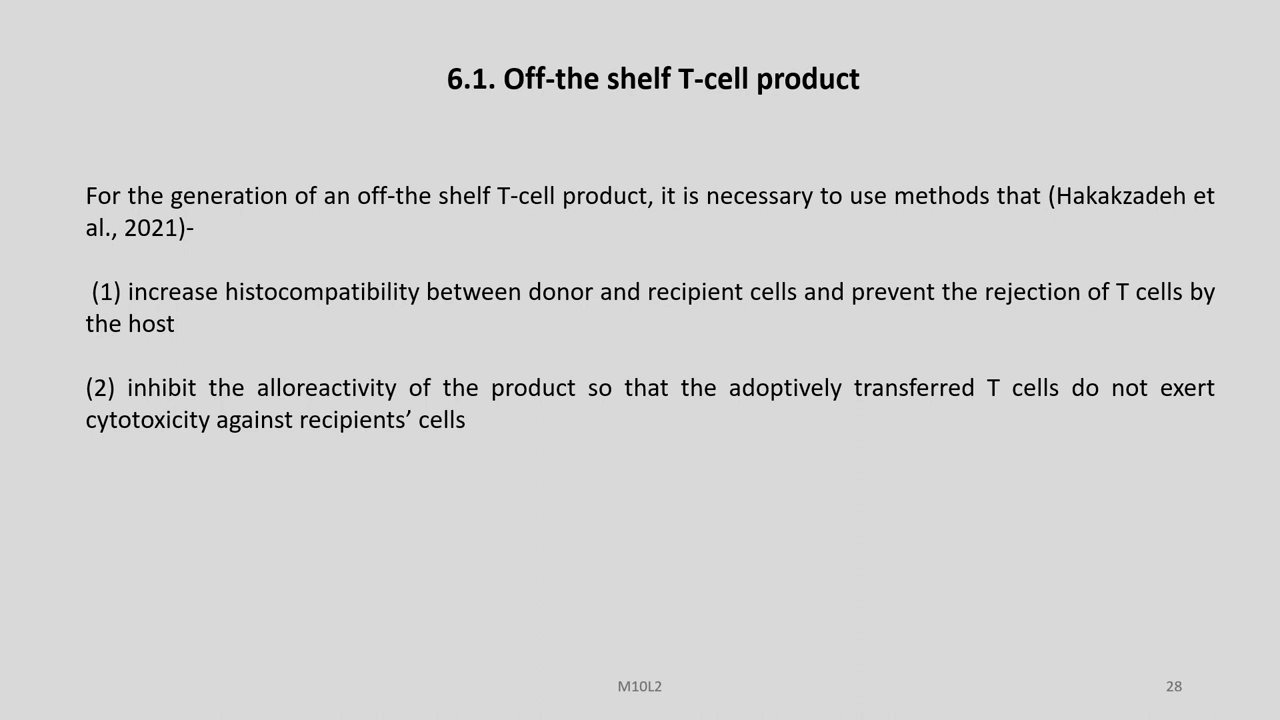 6.1. Off-the shelf T-cell product
For the generation of an off-the shelf T-cell product, it is necessary to use methods that (Hakakzadeh et
al., 2021)-
(1) increase histocompatibility between donor and recipient cells and prevent the rejection of T cells by
the host
(2) inhibit the alloreactivity of the product so that the adoptively transferred T cells do not exert
cytotoxicity against recipients’ cells
M10L2
28